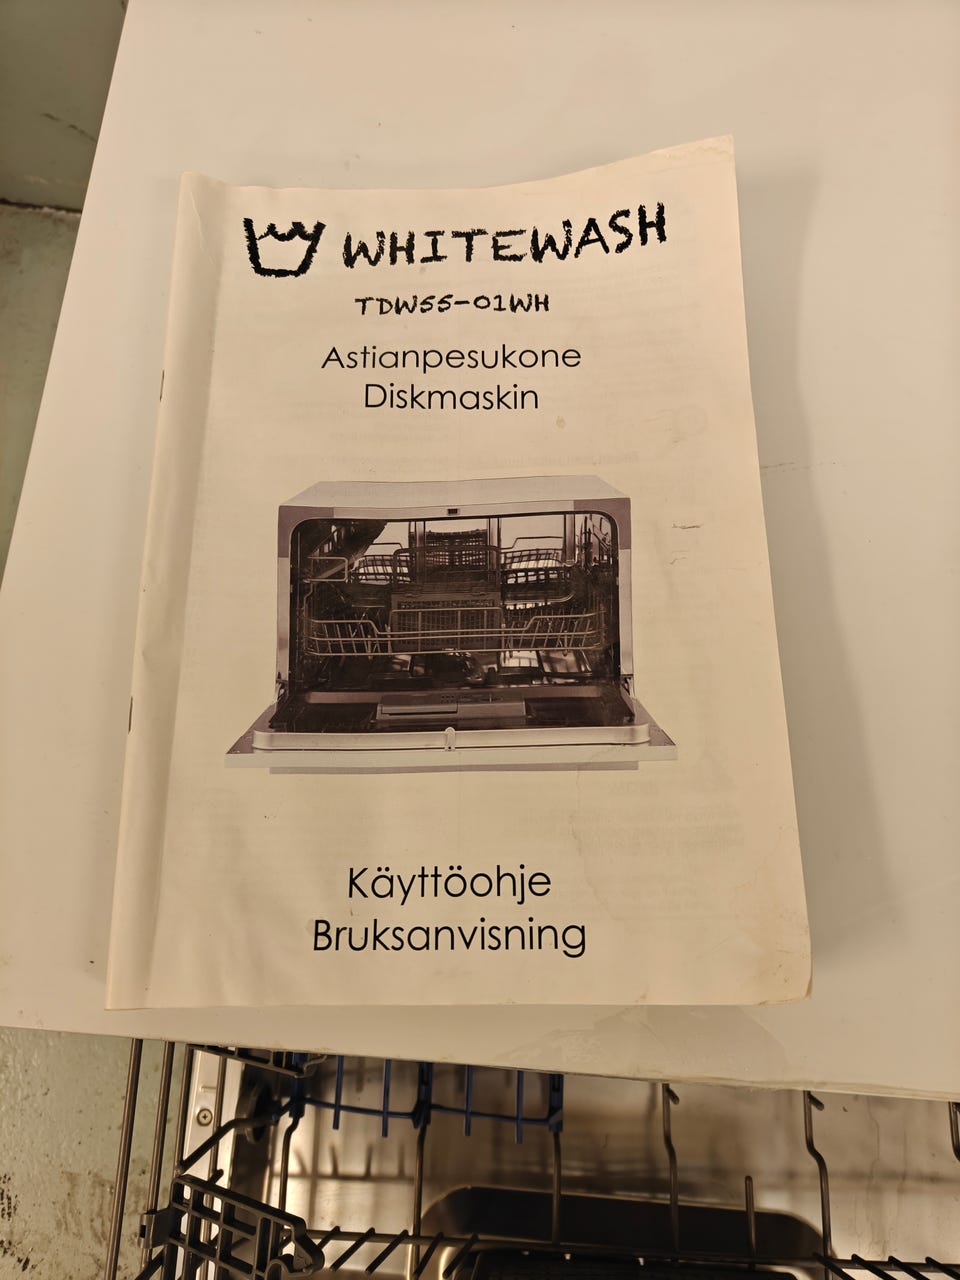 WHITEWASH
TDW55-01WH
Astianpesukone
Diskmaskin
Käyttöohje
Bruksanvisning